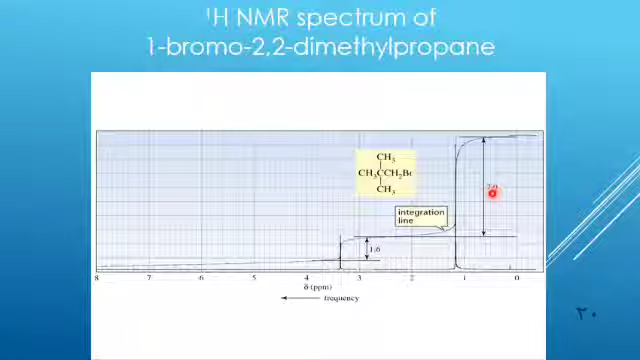 ¹H NMR spectrum of
1-bromo-2,2-dimethylpropane
CH₃
CH₃CCH₂Br
CH₃
integration
line
1.6
8 7 6 5 4 3 2 1 0
δ (ppm)
frequency
۲۰